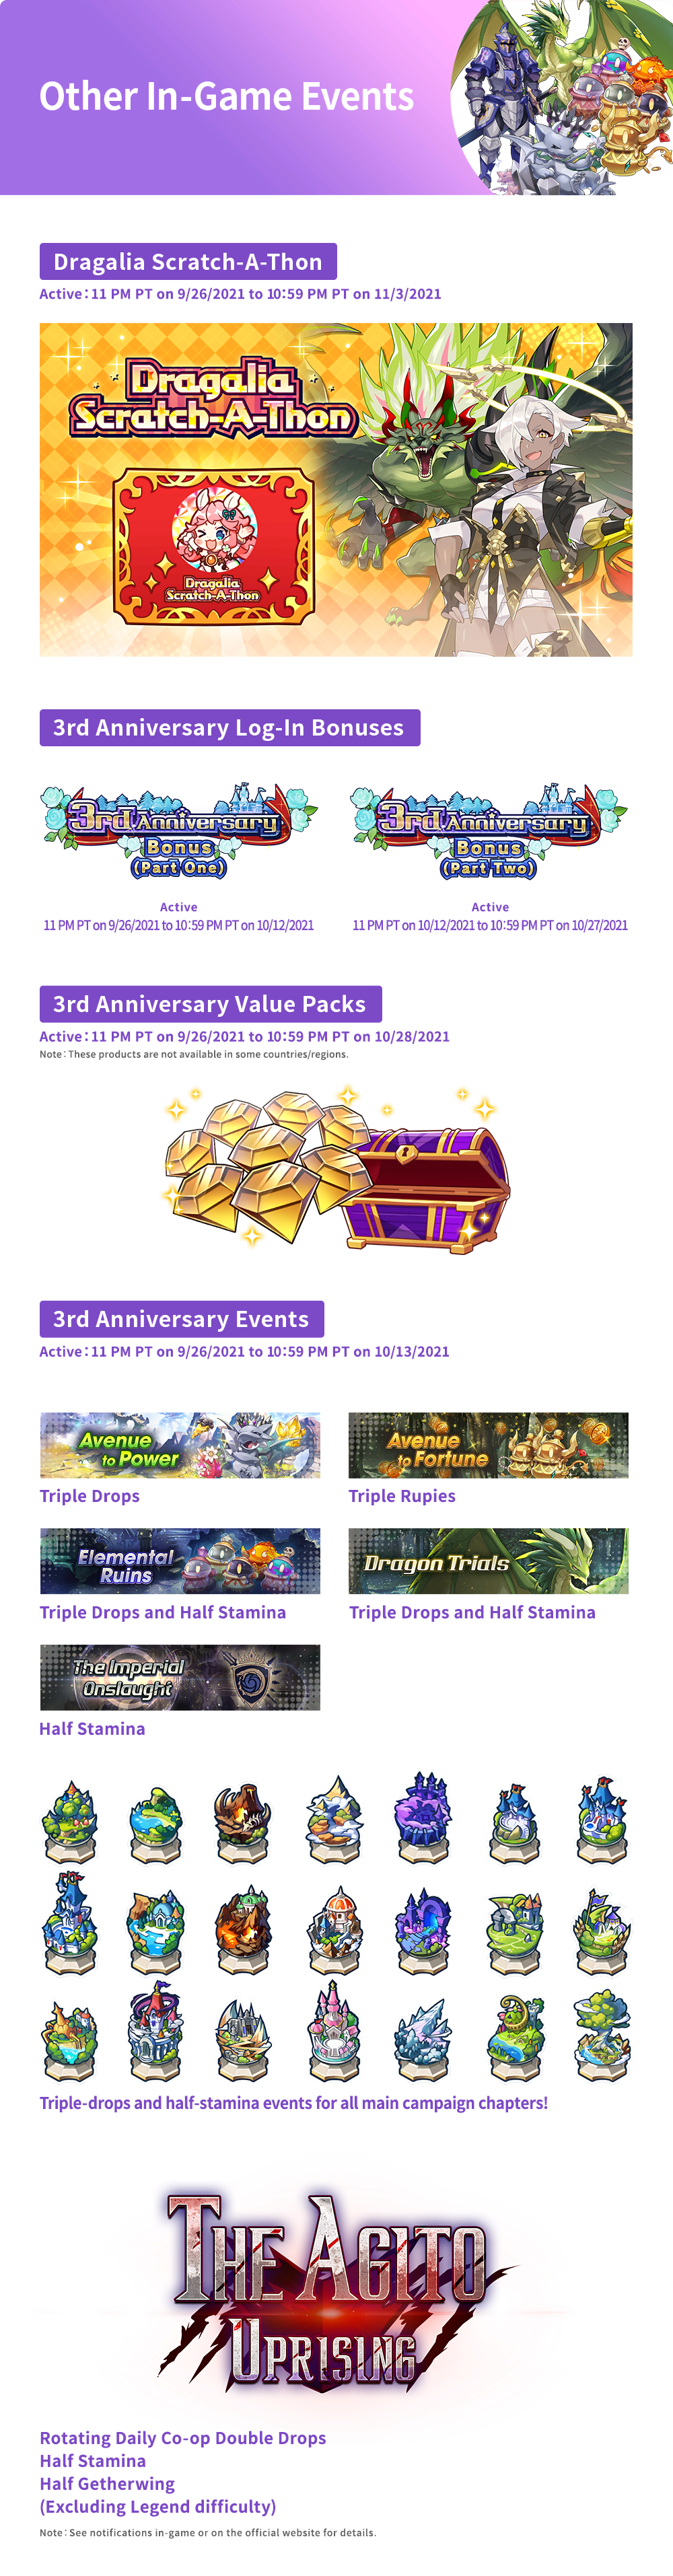 Other In-Game Events
Dragalia Scratch-A-Thon
Active：11 PM PT on 9/26/2021 to 10:59 PM PT on 11/3/2021
Dragalia
Scratch-A-Thon
Dragalia
Scratch-A-Thon
3rd Anniversary Log-In Bonuses
3rd Anniversary
Bonus
(Part One)
Active
11 PM PT on 9/26/2021 to 10:59 PM PT on 10/12/2021
3rd Anniversary
Bonus
(Part Two)
Active
11 PM PT on 10/12/2021 to 10:59 PM PT on 10/27/2021
3rd Anniversary Value Packs
Active：11 PM PT on 9/26/2021 to 10:59 PM PT on 10/28/2021
Note：These products are not available in some countries/regions.
3rd Anniversary Events
Active：11 PM PT on 9/26/2021 to 10:59 PM PT on 10/13/2021
Avenue
to Power
Triple Drops
Avenue
to Fortune
Triple Rupies
Elemental
Ruins
Triple Drops and Half Stamina
Dragon Trials
Triple Drops and Half Stamina
The Imperial
Onslaught
Half Stamina
Triple-drops and half-stamina events for all main campaign chapters!
The Agito
Uprising
Rotating Daily Co-op Double Drops
Half Stamina
Half Getherwing
(Excluding Legend difficulty)
Note：See notifications in-game or on the official website for details.